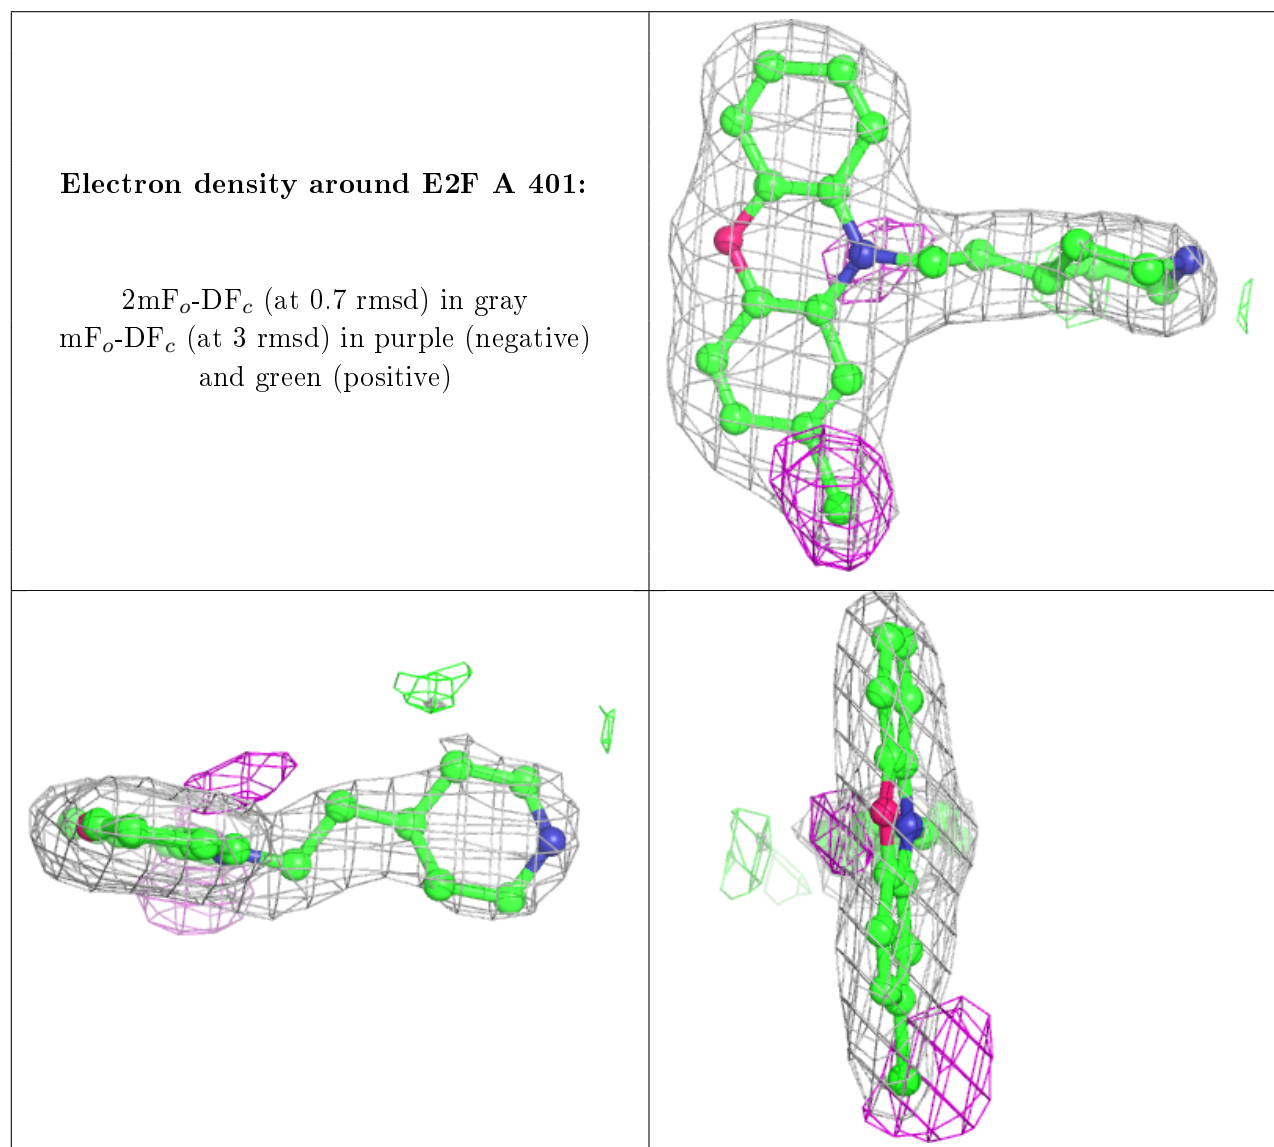 Electron density around E2F A 401:
2mFo-DFc (at 0.7 rmsd) in gray
mFo-DFc (at 3 rmsd) in purple (negative)
and green (positive)